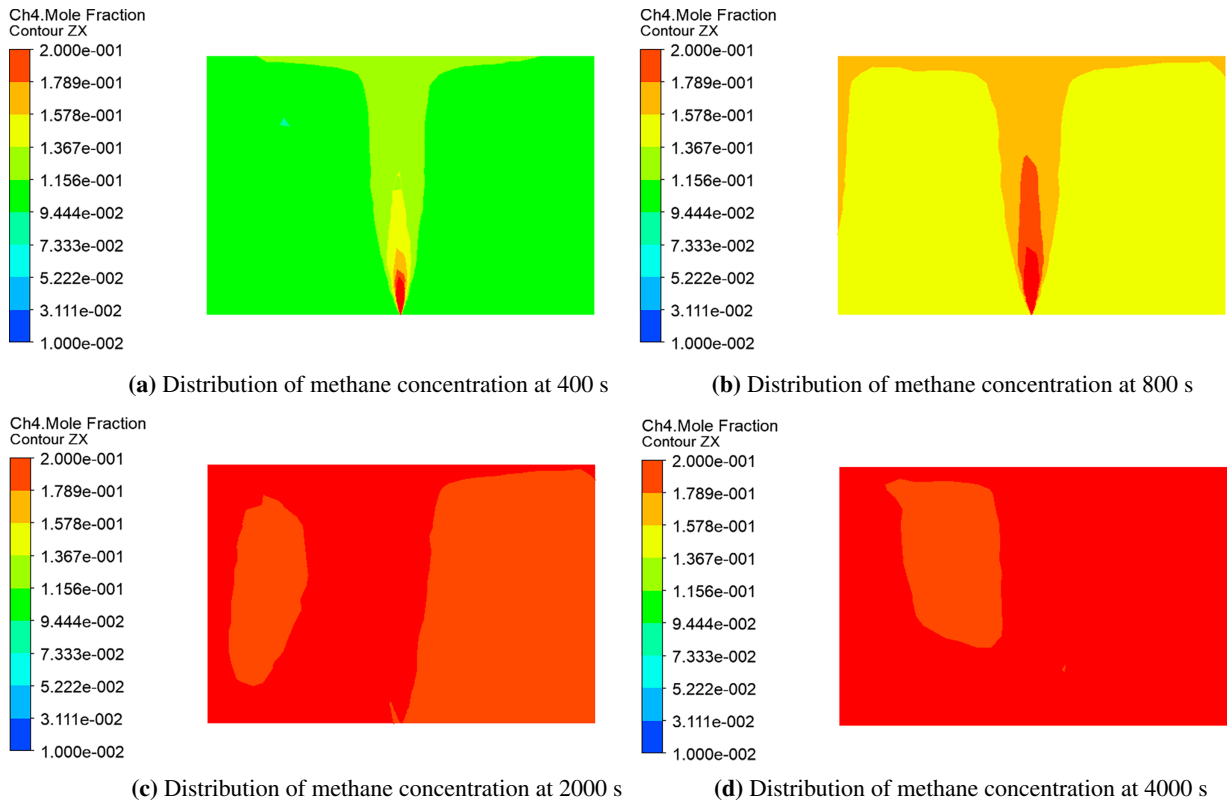 Ch4.Mole Fraction
Contour ZX
2.000e-001
1.789e-001
1.578e-001
1.367e-001
1.156e-001
9.444e-002
7.333e-002
5.222e-002
3.111e-002
1.000e-002
(a) Distribution of methane concentration at 400 s
Ch4.Mole Fraction
Contour ZX
2.000e-001
1.789e-001
1.578e-001
1.367e-001
1.156e-001
9.444e-002
7.333e-002
5.222e-002
3.111e-002
1.000e-002
(b) Distribution of methane concentration at 800 s
Ch4.Mole Fraction
Contour ZX
2.000e-001
1.789e-001
1.578e-001
1.367e-001
1.156e-001
9.444e-002
7.333e-002
5.222e-002
3.111e-002
1.000e-002
(c) Distribution of methane concentration at 2000 s
Ch4.Mole Fraction
Contour ZX
2.000e-001
1.789e-001
1.578e-001
1.367e-001
1.156e-001
9.444e-002
7.333e-002
5.222e-002
3.111e-002
1.000e-002
(d) Distribution of methane concentration at 4000 s